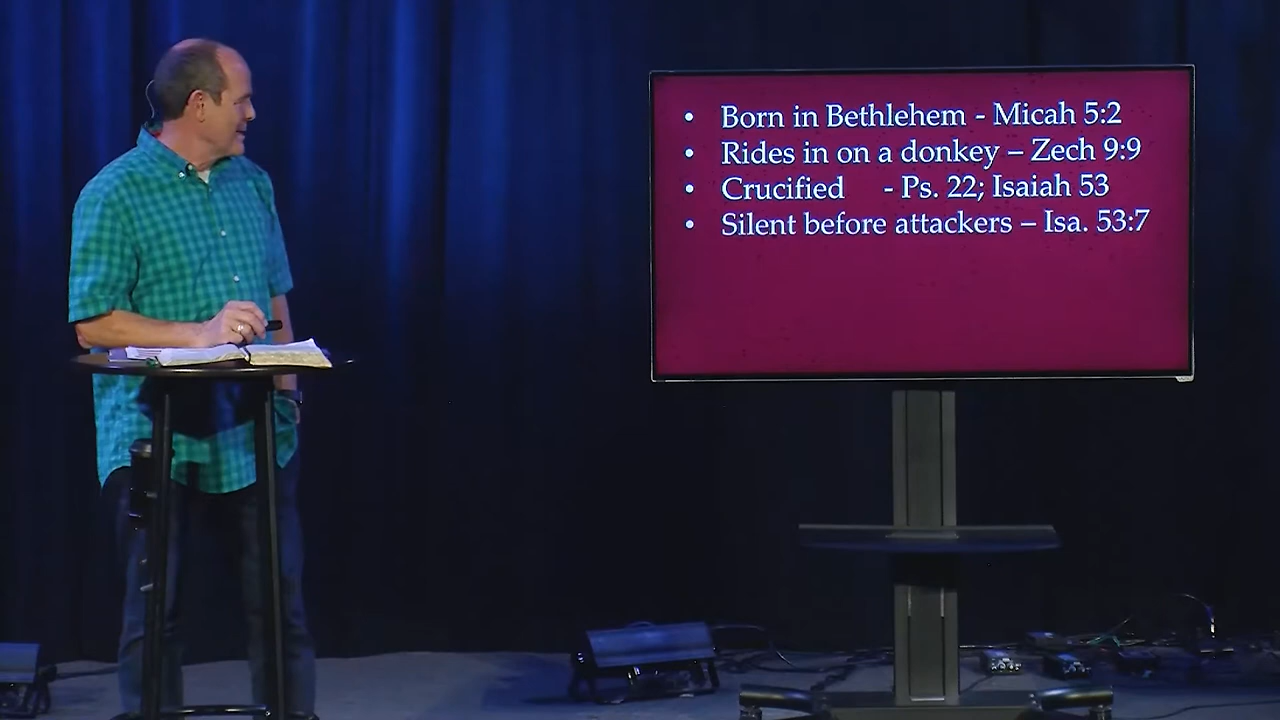 • Born in Bethlehem - Micah 5:2
• Rides in on a donkey – Zech 9:9
• Crucified - Ps. 22; Isaiah 53
• Silent before attackers – Isa. 53:7